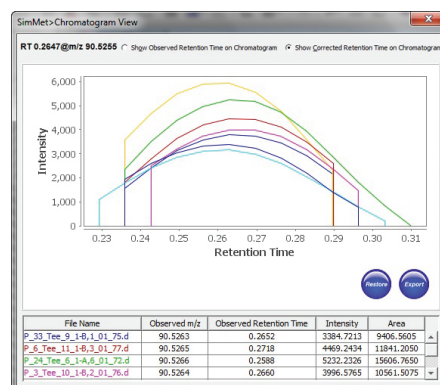 SimMet>Chromatogram View
RT 0.2647@m/z 90.5255 Show Observed Retention Time on Chromatogram Show Corrected Retention Time on Chromatogram
6,000
5,000
4,000
3,000
2,000
1,000
0
Intensity
0.23 0.24 0.25 0.26 0.27 0.28 0.29 0.30 0.31
Retention Time
Restore Export
File Name Observed m/z Observed Retention Time Intensity Area
P_33_Tee_9_1-B,1_01_75.d 90.5263 0.2652 3384.7213 9406.5605
P_6_Tee_11_1-B,3_01_77.d 90.5265 0.2718 4469.2434 11841.2050
P_24_Tee_6_1-A,6_01_72.d 90.5266 0.2588 5232.2326 15606.7650
P_3_Tee_10_1-B,2_01_76.d 90.5264 0.2660 3996.5765 10561.5075